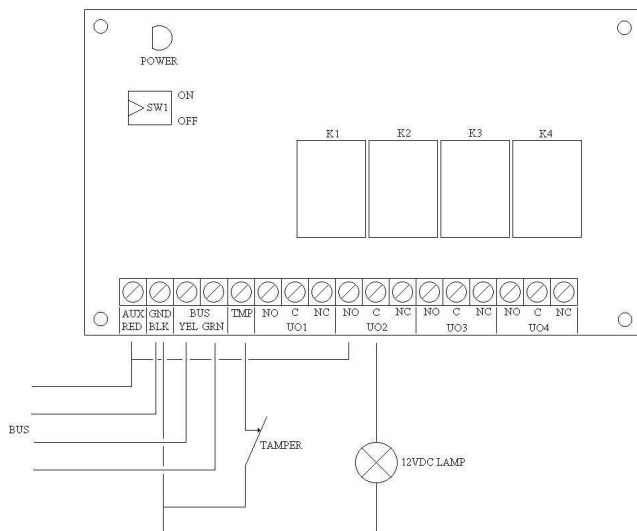 POWER
ON
SW1
OFF
K1 K2 K3 K4
AUX GND BUS TMP NO C NC NO C NC NO C NC NO C NC
RED BLK YEL GRN UO1 UO2 UO3 UO4
BUS
TAMPER
12VDC LAMP